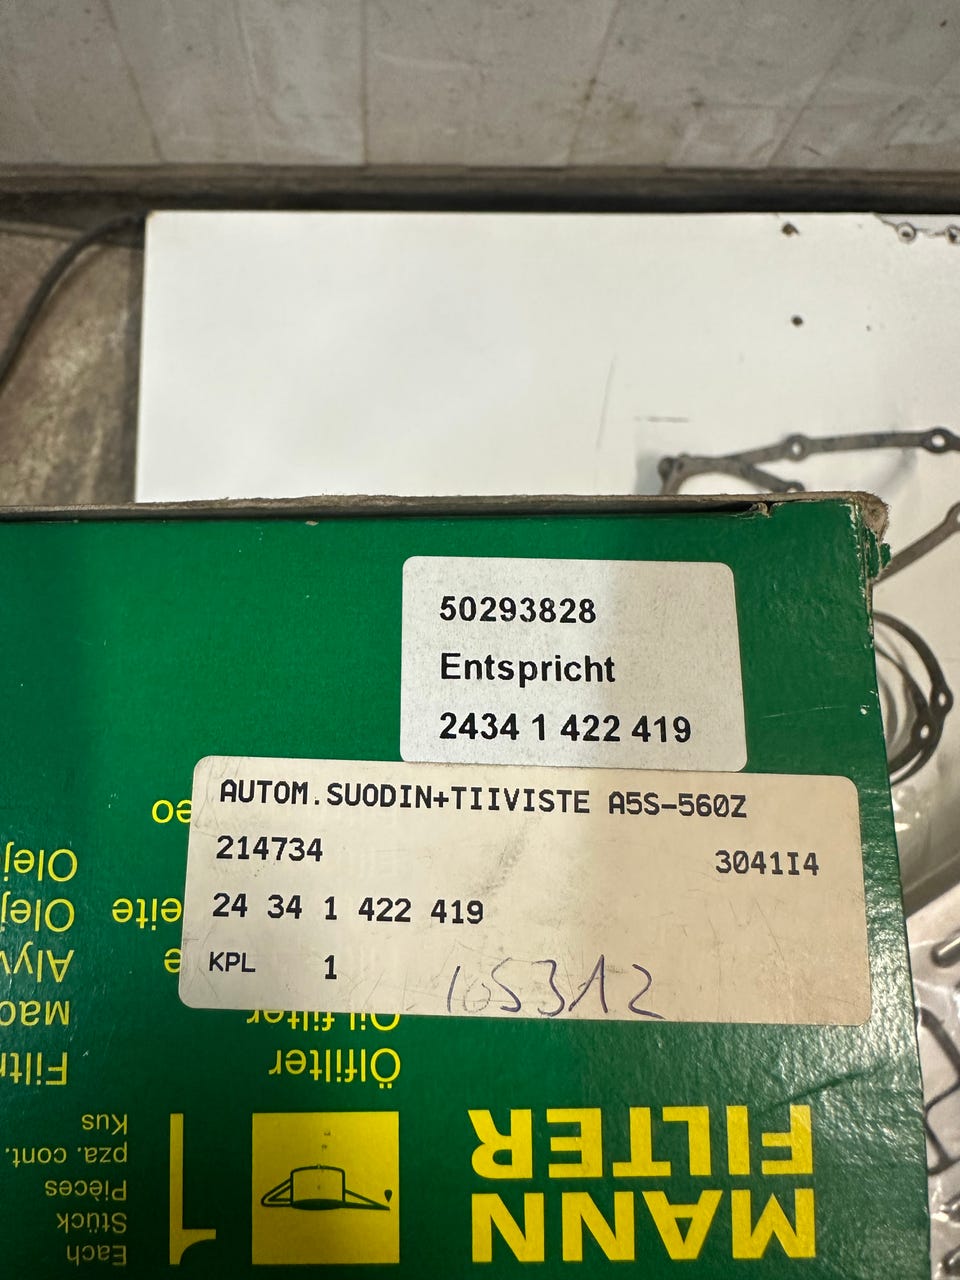 50293828
Entspricht
2434 1 422 419
AUTOM.SUODIN+TIIVISTE A5S-560Z
214734 3041I4
24 34 1 422 419
KPL 1
105312
Oil filter
Ölfilter
MANN
FILTER
1
Each
Stück
Pièces
pza. cont.
Kus